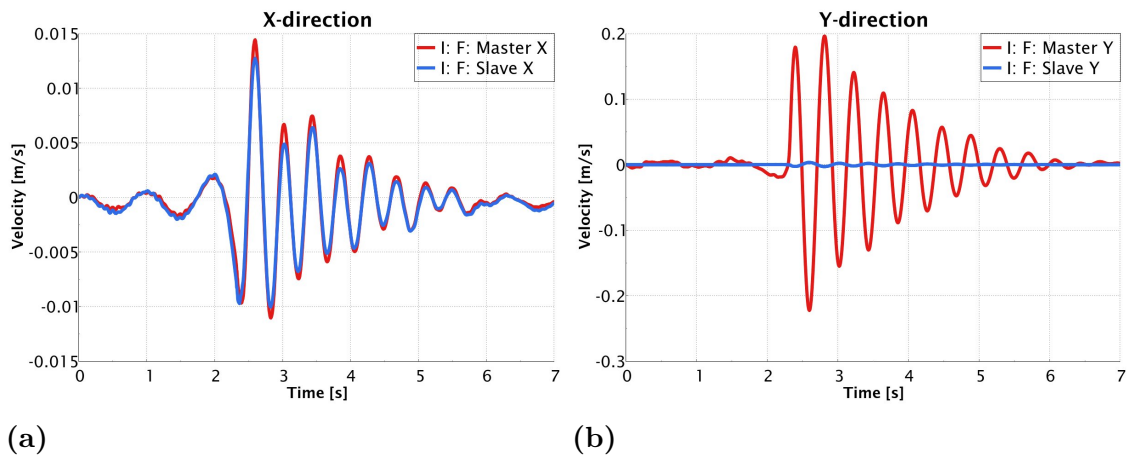 X-direction
I: F: Master X
I: F: Slave X
0.015
0.01
0.005
0
-0.005
-0.01
-0.015
Velocity [m/s]
0 1 2 3 4 5 6 7
Time [s]
(a)
Y-direction
I: F: Master Y
I: F: Slave Y
0.2
0.1
0
-0.1
-0.2
-0.3
Velocity [m/s]
0 1 2 3 4 5 6 7
Time [s]
(b)